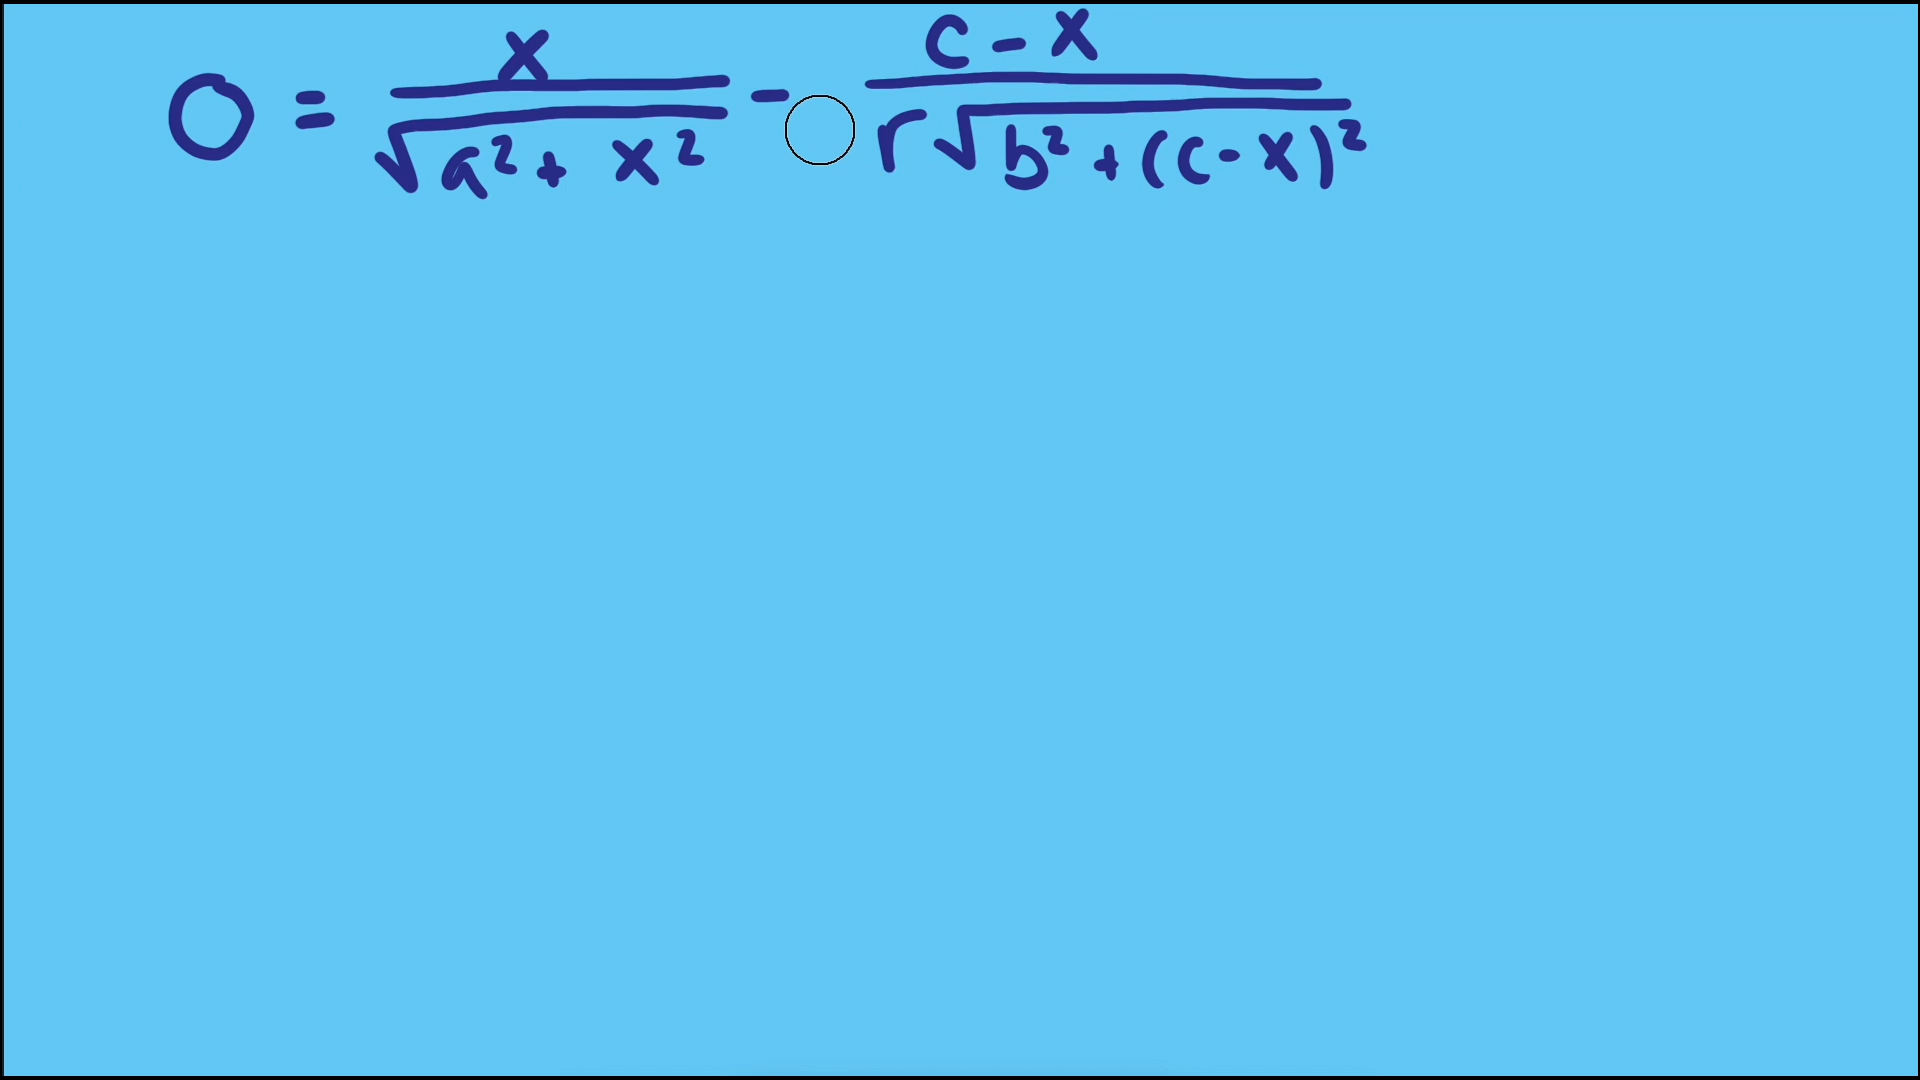 0 = x / √(a² + x²) - (c - x) / (r√(b² + (c - x)²))